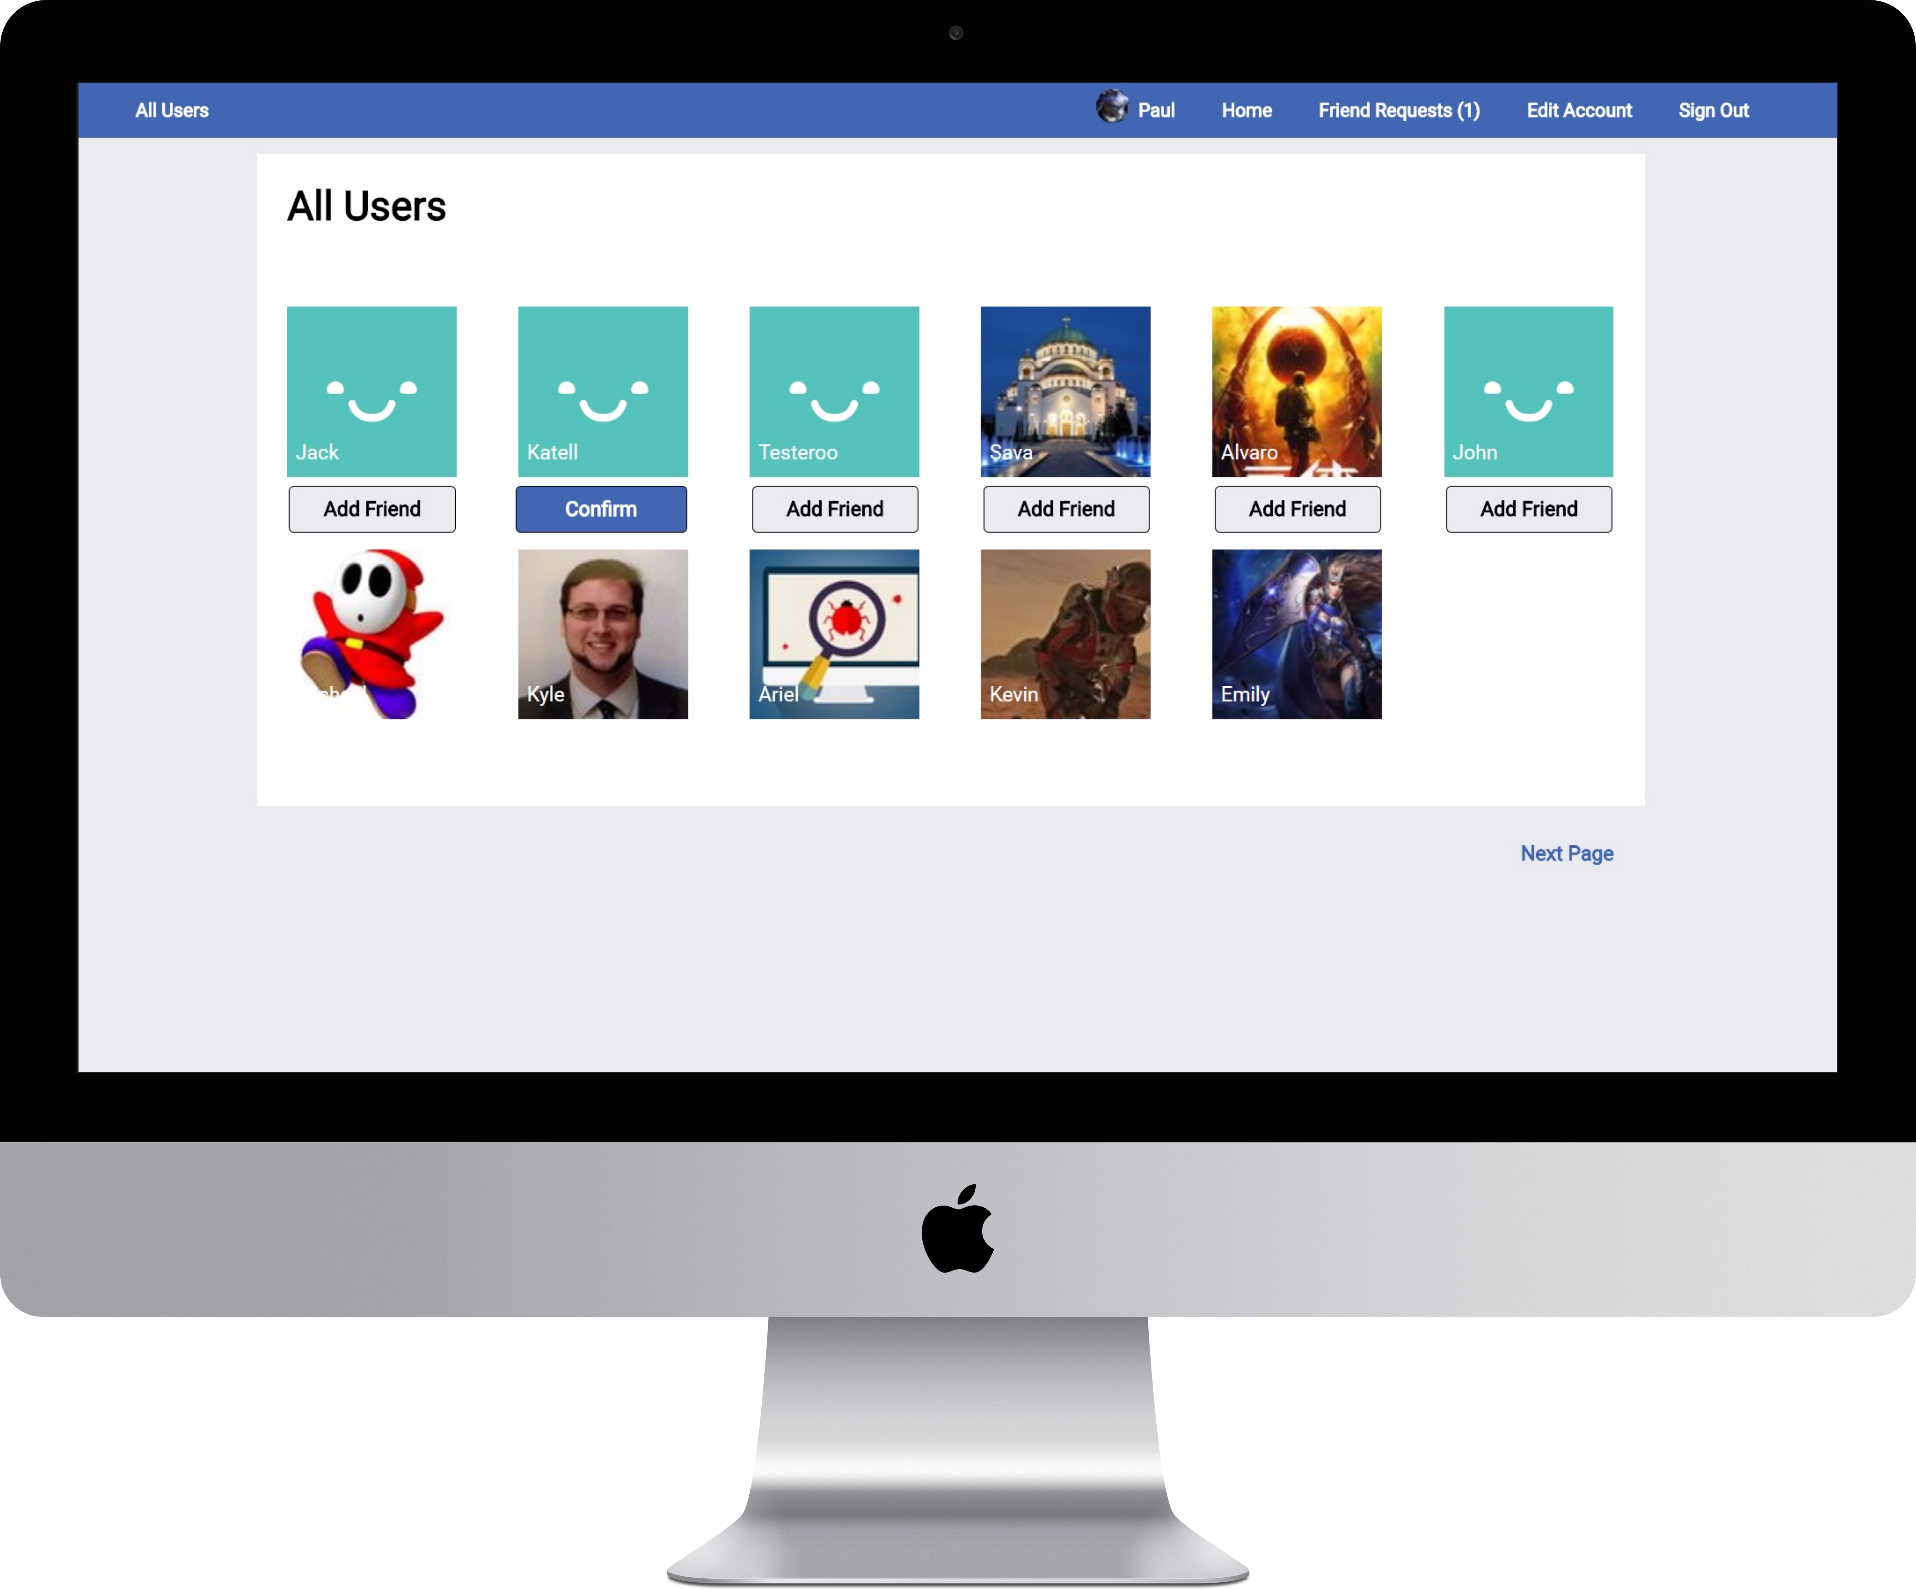 All Users
Paul
Home
Friend Requests (1)
Edit Account
Sign Out
All Users
Jack
Katell
Testeroo
Sava
Alvaro
John
Add Friend
Confirm
Add Friend
Add Friend
Add Friend
Add Friend
Kyle
Ariel
Kevin
Emily
Next Page